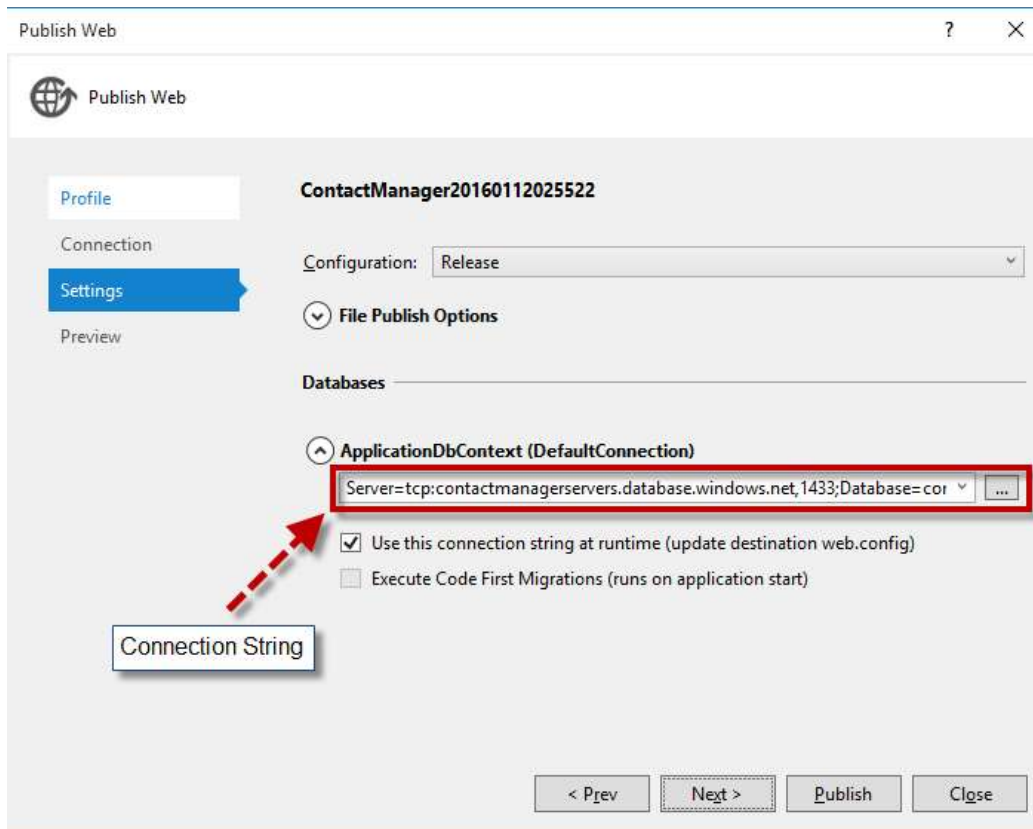 Publish Web
?
Publish Web
Profile
Connection
Settings
Preview
ContactManager20160112025522
Configuration: Release
File Publish Options
Databases
ApplicationDbContext (DefaultConnection)
Server=tcp:contactmanagerservers.database.windows.net,1433;Database=cor
...
Use this connection string at runtime (update destination web.config)
Execute Code First Migrations (runs on application start)
Connection String
< Prev Next > Publish Close